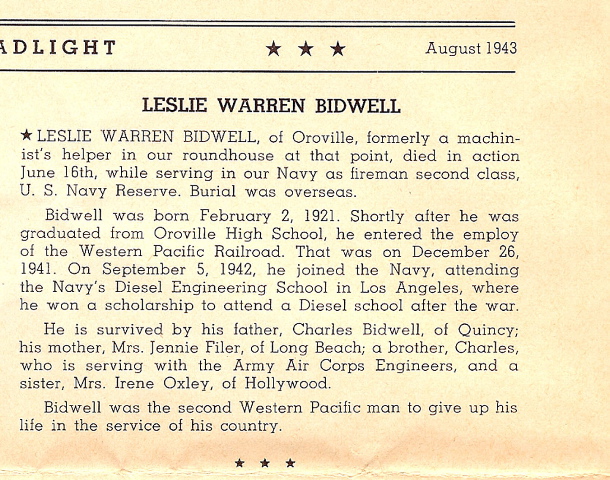 ADLIGHT ★ ★ ★ August 1943
LESLIE WARREN BIDWELL
★ LESLIE WARREN BIDWELL, of Oroville, formerly a machin-
ist's helper in our roundhouse at that point, died in action
June 16th, while serving in our Navy as fireman second class,
U. S. Navy Reserve. Burial was overseas.
Bidwell was born February 2, 1921. Shortly after he was
graduated from Oroville High School, he entered the employ
of the Western Pacific Railroad. That was on December 26,
1941. On September 5, 1942, he joined the Navy, attending
the Navy's Diesel Engineering School in Los Angeles, where
he won a scholarship to attend a Diesel school after the war.
He is survived by his father, Charles Bidwell, of Quincy;
his mother, Mrs. Jennie Filer, of Long Beach; a brother, Charles,
who is serving with the Army Air Corps Engineers, and a
sister, Mrs. Irene Oxley, of Hollywood.
Bidwell was the second Western Pacific man to give up his
life in the service of his country.
★ ★ ★